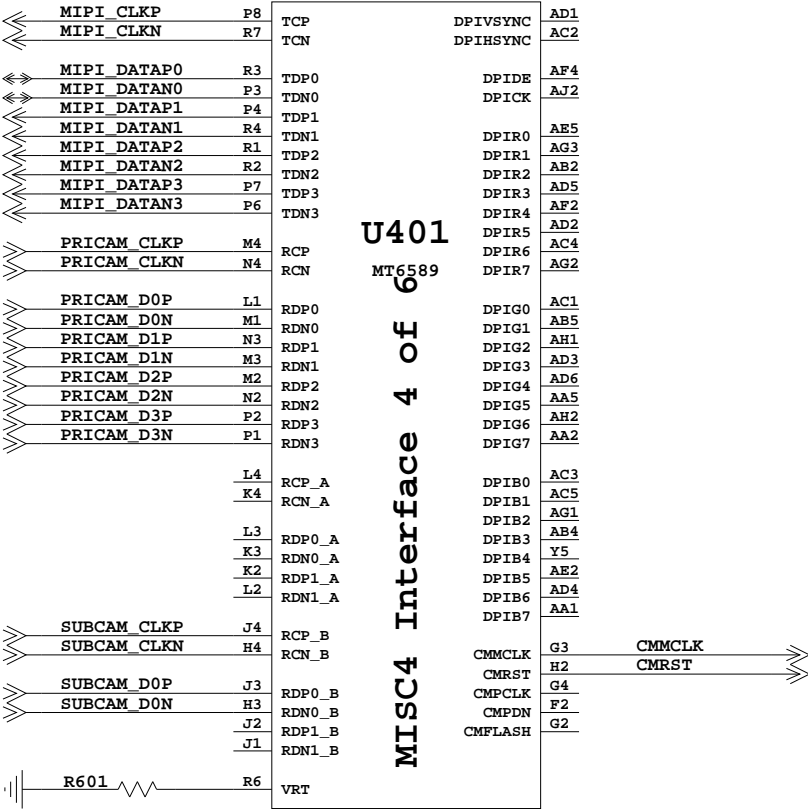 MIPI_CLKP P8 TCP DPIVSYNC AD1
MIPI_CLKN R7 TCN DPIHSYNC AC2
MIPI_DATAP0 R3 TDP0 DPIDE AF4
MIPI_DATAN0 P3 TDN0 DPICK AJ2
MIPI_DATAP1 P4 TDP1
MIPI_DATAN1 R4 TDN1 DPIR0 AE5
MIPI_DATAP2 R1 TDP2 DPIR1 AG3
MIPI_DATAN2 R2 TDN2 DPIR2 AB2
MIPI_DATAP3 P7 TDP3 DPIR3 AD5
MIPI_DATAN3 P6 TDN3 DPIR4 AF2
DPIR5 AD2
PRICAM_CLKP M4 RCP DPIR6 AC4
PRICAM_CLKN N4 RCN DPIR7 AG2
U401
MT6589
MISC4 Interface 4 of 6
PRICAM_D0P L1 RDP0 DPIG0 AC1
PRICAM_D0N M1 RDN0 DPIG1 AB5
PRICAM_D1P N3 RDP1 DPIG2 AH1
PRICAM_D1N M3 RDN1 DPIG3 AD3
PRICAM_D2P M2 RDP2 DPIG4 AD6
PRICAM_D2N N2 RDN2 DPIG5 AA5
PRICAM_D3P P2 RDP3 DPIG6 AH2
PRICAM_D3N P1 RDN3 DPIG7 AA2
L4 RCP_A DPIB0 AC3
K4 RCN_A DPIB1 AC5
DPIB2 AG1
L3 RDP0_A DPIB3 AB4
K3 RDN0_A DPIB4 Y5
K2 RDP1_A DPIB5 AE2
L2 RDN1_A DPIB6 AD4
DPIB7 AA1
SUBCAM_CLKP J4 RCP_B
SUBCAM_CLKN H4 RCN_B CMMCLK G3 CMMCLK
CMRST H2 CMRST
SUBCAM_D0P J3 RDP0_B CMPCLK G4
SUBCAM_D0N H3 RDN0_B CMPDN F2
J2 RDP1_B CMFLASH G2
J1 RDN1_B
R601 R6 VRT